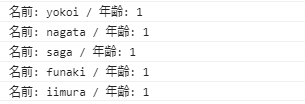 名前: yokoi / 年齢: 1
名前: nagata / 年齢: 1
名前: saga / 年齢: 1
名前: funaki / 年齢: 1
名前: iimura / 年齢: 1